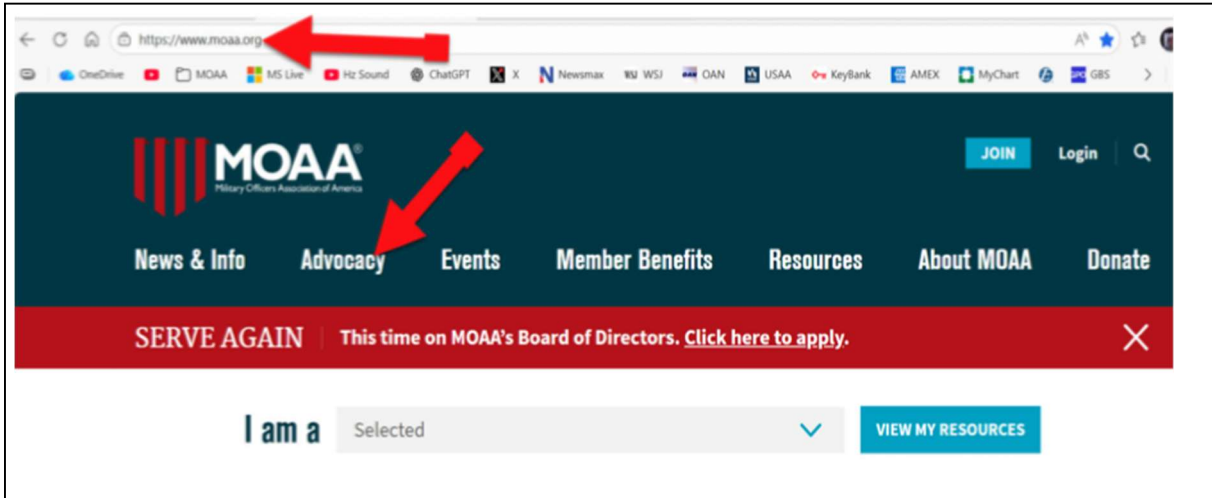 https://www.moaa.org
OneDrive MOAA MS Live Hz Sound ChatGPT X Newsmax WSJ OAN USAA KeyBank AMEX MyChart GBS
MOAA
Military Officers Association of America
JOIN Login
News & Info Advocacy Events Member Benefits Resources About MOAA Donate
SERVE AGAIN This time on MOAA's Board of Directors. Click here to apply.
I am a Selected VIEW MY RESOURCES